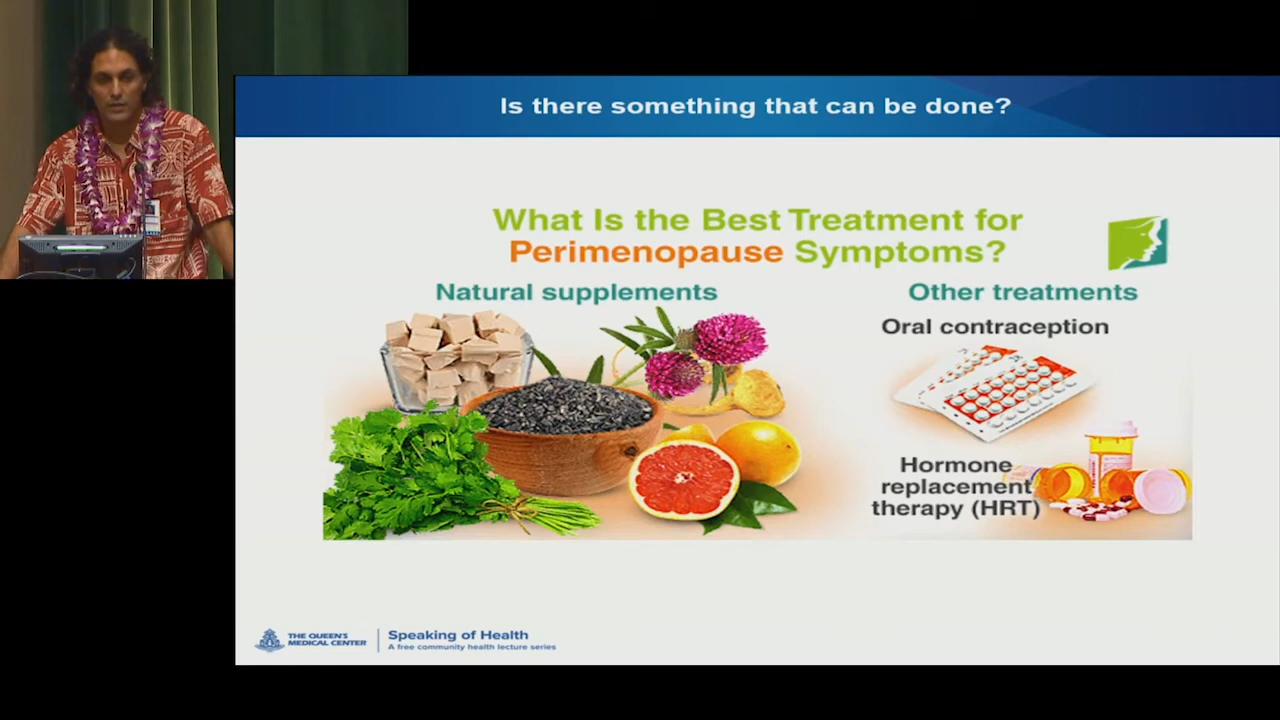 Is there something that can be done?
What Is the Best Treatment for
Perimenopause Symptoms?
Natural supplements
Other treatments
Oral contraception
Hormone
replacement
therapy (HRT)
THE QUEEN'S
MEDICAL CENTER
Speaking of Health
A free community health lecture series